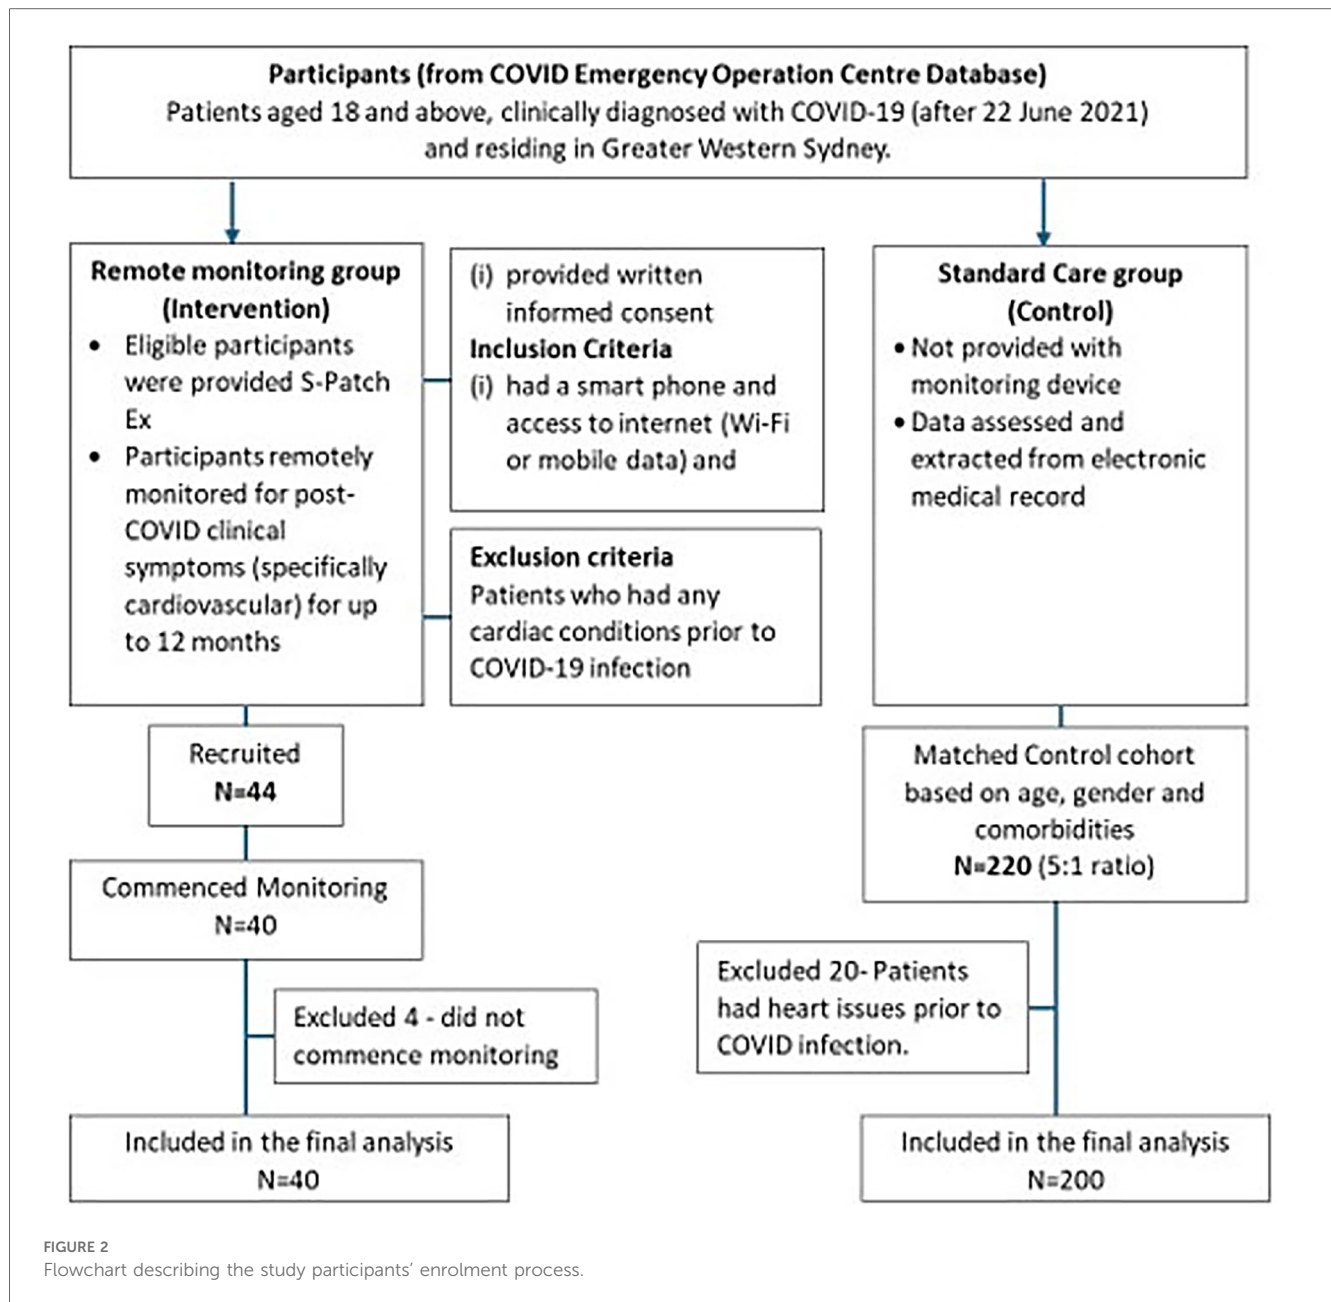 Participants (from COVID Emergency Operation Centre Database)
Patients aged 18 and above, clinically diagnosed with COVID-19 (after 22 June 2021)
and residing in Greater Western Sydney.
Remote monitoring group
(Intervention)
• Eligible participants
were provided S-Patch
Ex
• Participants remotely
monitored for post-
COVID clinical
symptoms (specifically
cardiovascular) for up
to 12 months
(i) provided written
informed consent
Inclusion Criteria
(i) had a smart phone and
access to internet (Wi-Fi
or mobile data) and
Exclusion criteria
Patients who had any
cardiac conditions prior to
COVID-19 infection
Standard Care group
(Control)
• Not provided with
monitoring device
• Data assessed and
extracted from electronic
medical record
Recruited
N=44
Commenced Monitoring
N=40
Excluded 4 - did not
commence monitoring
Included in the final analysis
N=40
Matched Control cohort
based on age, gender and
comorbidities
N=220 (5:1 ratio)
Excluded 20- Patients
had heart issues prior to
COVID infection.
Included in the final analysis
N=200
FIGURE 2
Flowchart describing the study participants' enrolment process.